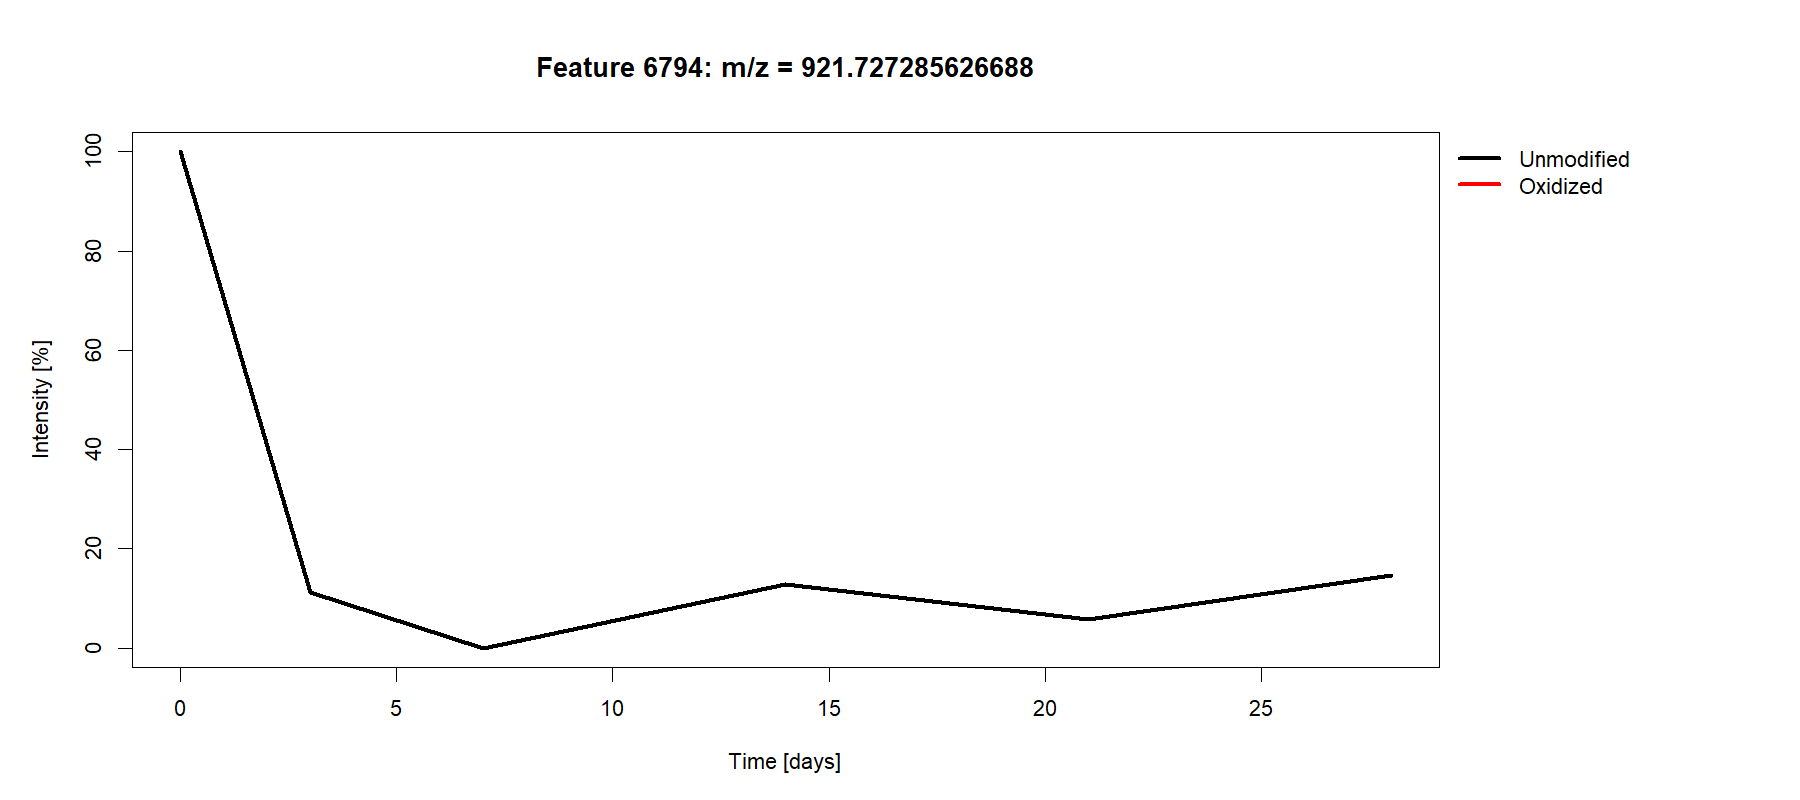 Feature 6794: m/z = 921.727285626688
Unmodified
Oxidized
Intensity [%]
100
80
60
40
20
0
0 5 10 15 20 25
Time [days]